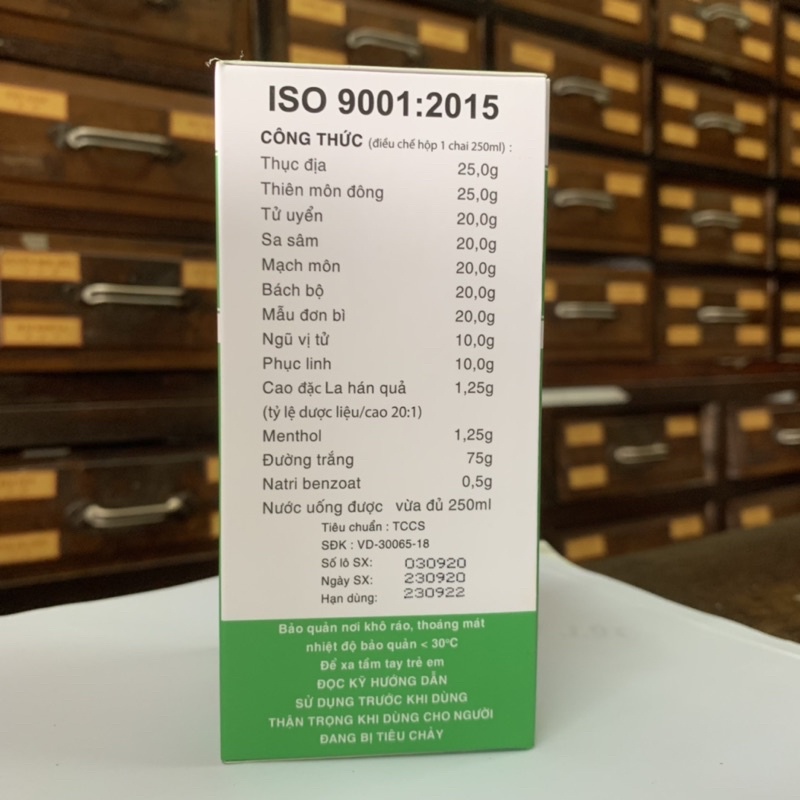 ISO 9001:2015
CÔNG THỨC (điều chế hộp 1 chai 250ml) :
Thục địa 25,0g
Thiên môn đông 25,0g
Tử uyển 20,0g
Sa sâm 20,0g
Mạch môn 20,0g
Bách bộ 20,0g
Mẫu đơn bì 20,0g
Ngũ vị tử 10,0g
Phục linh 10,0g
Cao đặc La hán quả 1,25g
(tỷ lệ dược liệu/cao 20:1)
Menthol 1,25g
Đường trắng 75g
Natri benzoat 0,5g
Nước uống được vừa đủ 250ml
Tiêu chuẩn : TCCS
SĐK : VD-30065-18
Số lô SX: 030920
Ngày SX: 230920
Hạn dùng: 230922
Bảo quản nơi khô ráo, thoáng mát
nhiệt độ bảo quản < 30°C
Để xa tầm tay trẻ em
ĐỌC KỸ HƯỚNG DẪN
SỬ DỤNG TRƯỚC KHI DÙNG
THẬN TRỌNG KHI DÙNG CHO NGƯỜI
ĐANG BỊ TIÊU CHẢY